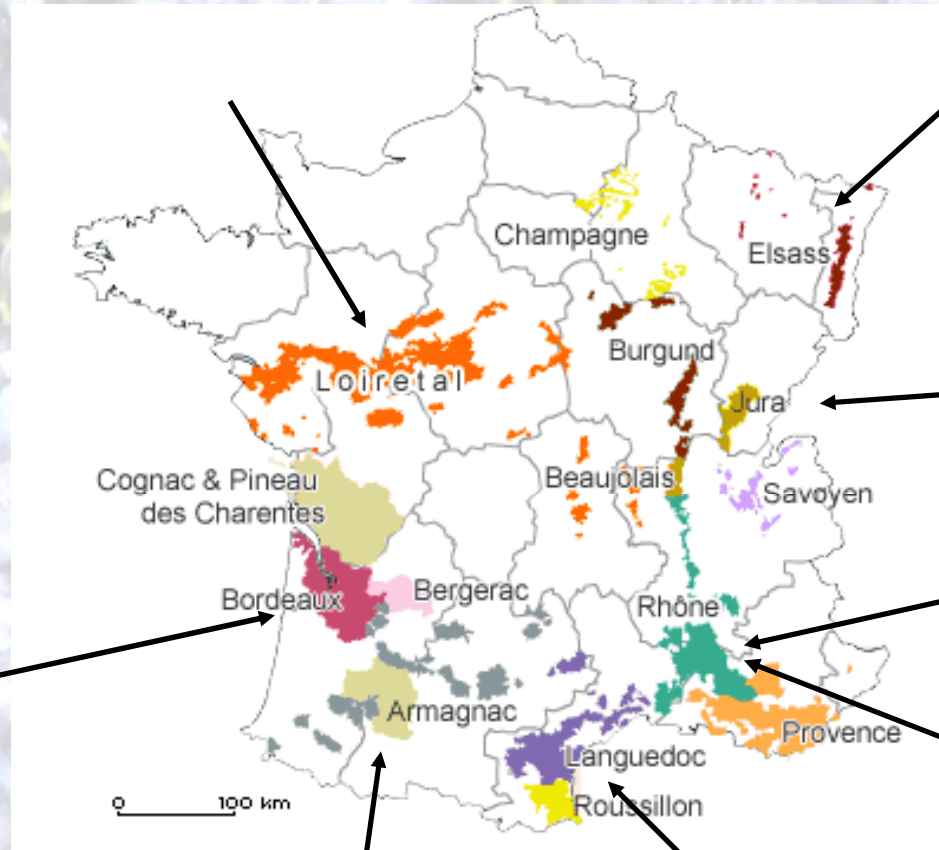 Champagne
Elsass
Burgund
Loiretal
Jura
Cognac & Pineau
des Charentes
Beaujolais
Savoyen
Bordeaux
Bergerac
Rhône
Armagnac
Provence
Languedoc
Roussillon
0 100 km